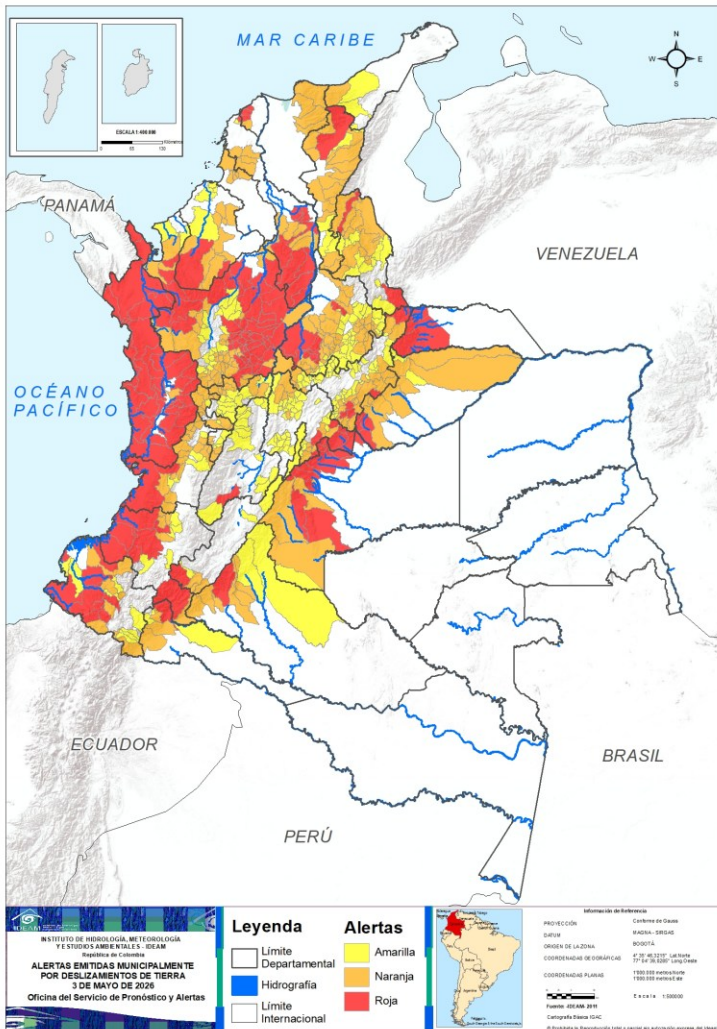 MAR CARIBE
N
W
E
S
ESCALA 1:400.000
PANAMÁ
VENEZUELA
OCÉANO
PACÍFICO
ECUADOR
BRASIL
PERÚ
IDEAM
INSTITUTO DE HIDROLOGÍA, METEOROLOGÍA
Y ESTUDIOS AMBIENTALES - IDEAM
República de Colombia
ALERTAS EMITIDAS MUNICIPALMENTE
POR DESLIZAMIENTOS DE TIERRA
3 DE MAYO DE 2026
Oficina del Servicio de Pronóstico y Alertas
Leyenda
Límite
Departamental
Hidrografía
Límite
Internacional
Alertas
Amarilla
Naranja
Roja
Información de Referencia
PROYECCIÓN Conforme de Gauss
DATUM MAGNA - SIRGAS
ORIGEN DE LA ZONA BOGOTÁ
COORDENADAS GEOGRÁFICAS
COORDENADAS PLANAS
Escala
Fuente: IDEAM 2011
Cartografía Básica IGAC